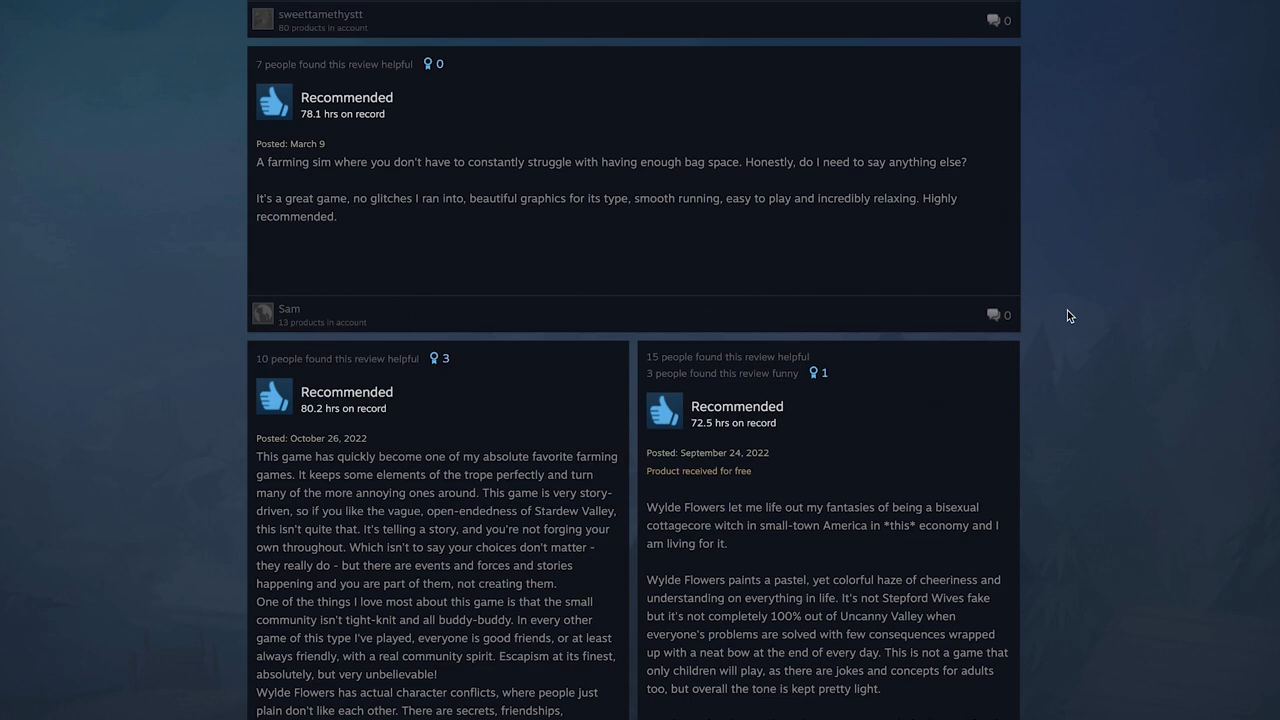 sweettamethystt
80 products in account
0
7 people found this review helpful
0
Recommended
78.1 hrs on record
Posted: March 9
A farming sim where you don't have to constantly struggle with having enough bag space. Honestly, do I need to say anything else?
It's a great game, no glitches I ran into, beautiful graphics for its type, smooth running, easy to play and incredibly relaxing. Highly
recommended.
Sam
13 products in account
0
10 people found this review helpful
3
Recommended
80.2 hrs on record
Posted: October 26, 2022
This game has quickly become one of my absolute favorite farming
games. It keeps some elements of the trope perfectly and turn
many of the more annoying ones around. This game is very story-
driven, so if you like the vague, open-endedness of Stardew Valley,
this isn't quite that. It's telling a story, and you're not forging your
own throughout. Which isn't to say your choices don't matter -
they really do - but there are events and forces and stories
happening and you are part of them, not creating them.
One of the things I love most about this game is that the small
community isn't tight-knit and all buddy-buddy. In every other
game of this type I've played, everyone is good friends, or at least
always friendly, with a real community spirit. Escapism at its finest,
absolutely, but very unbelievable!
Wylde Flowers has actual character conflicts, where people just
plain don't like each other. There are secrets, friendships,
15 people found this review helpful
3 people found this review funny
1
Recommended
72.5 hrs on record
Posted: September 24, 2022
Product received for free
Wylde Flowers let me life out my fantasies of being a bisexual
cottagecore witch in small-town America in *this* economy and I
am living for it.
Wylde Flowers paints a pastel, yet colorful haze of cheeriness and
understanding on everything in life. It's not Stepford Wives fake
but it's not completely 100% out of Uncanny Valley when
everyone's problems are solved with few consequences wrapped
up with a neat bow at the end of every day. This is not a game that
only children will play, as there are jokes and concepts for adults
too, but overall the tone is kept pretty light.